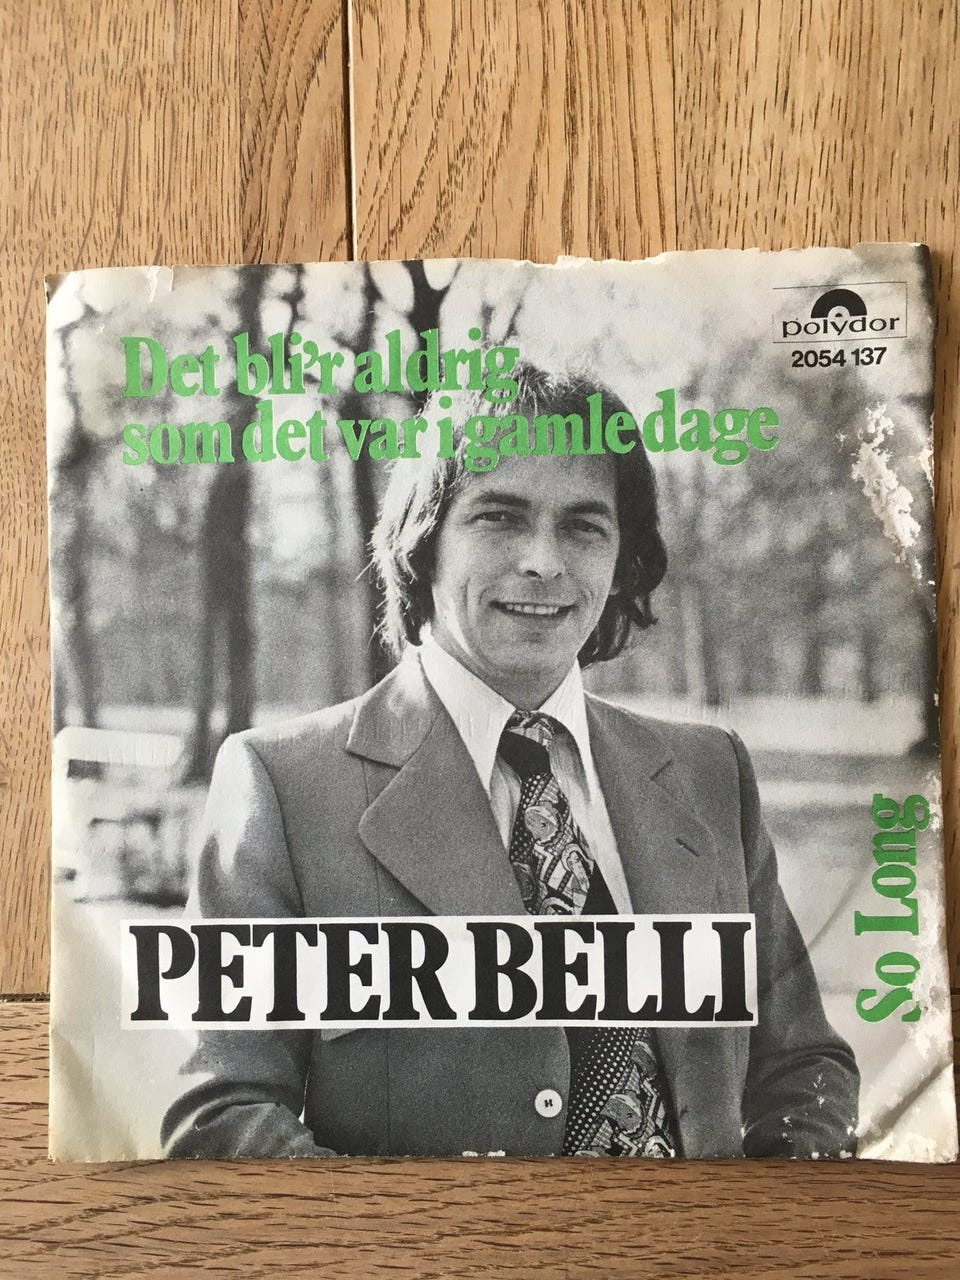 polydor
2054 137
Det bli'r aldrig
som det var i gamle dage
So Long
PETER BELLI